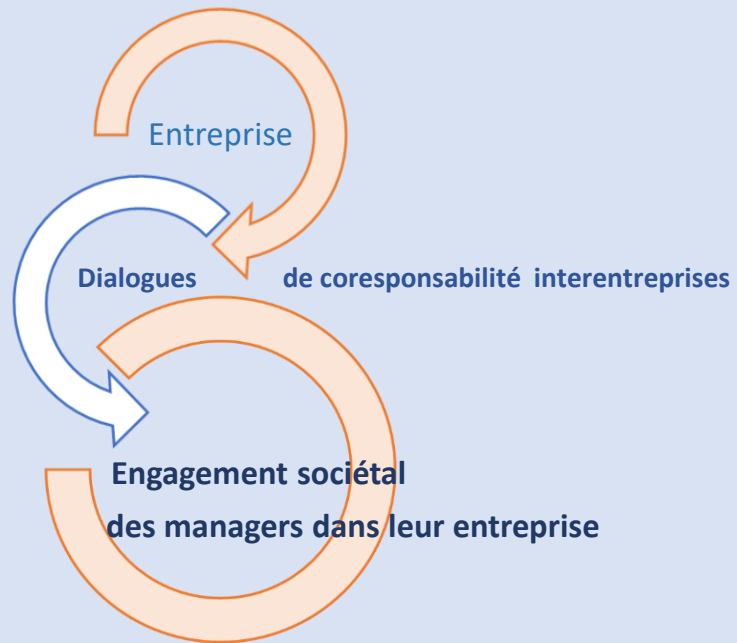 Entreprise
Dialogues de coresponsabilité interentreprises
Engagement sociétal
des managers dans leur entreprise